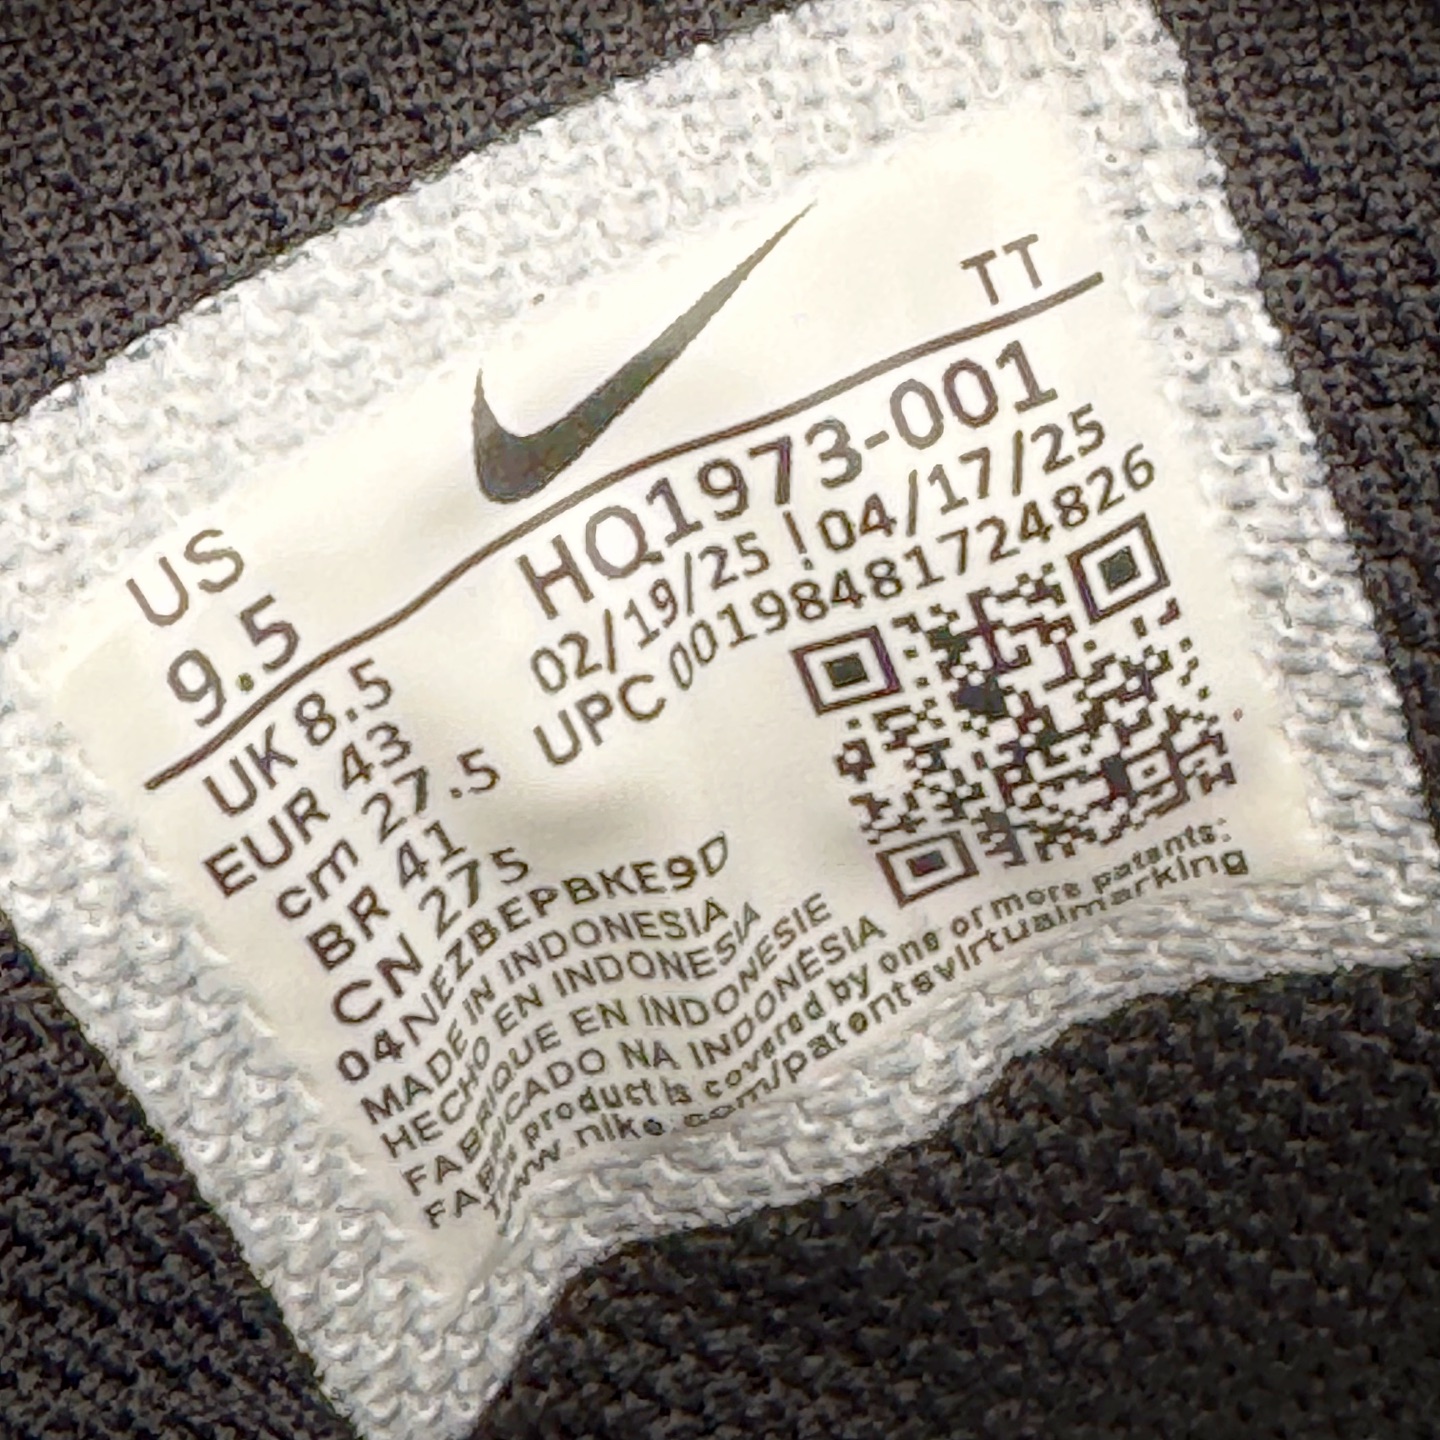 TT
US
9.5
HQ1973-001
02/19/25 ! 04/17/25
UPC 00198481724826
UK 8.5
EUR 43
cm 27.5
BR 41
CN 275
04NEZBEPBKE9D
MADE IN INDONESIA
HECHO EN INDONESIA
FABRIQUE EN INDONESIE
FABRICADO NA INDONÉSIA
This product is covered by one or more patents:
www.nike.com/patentsvirtualmarking